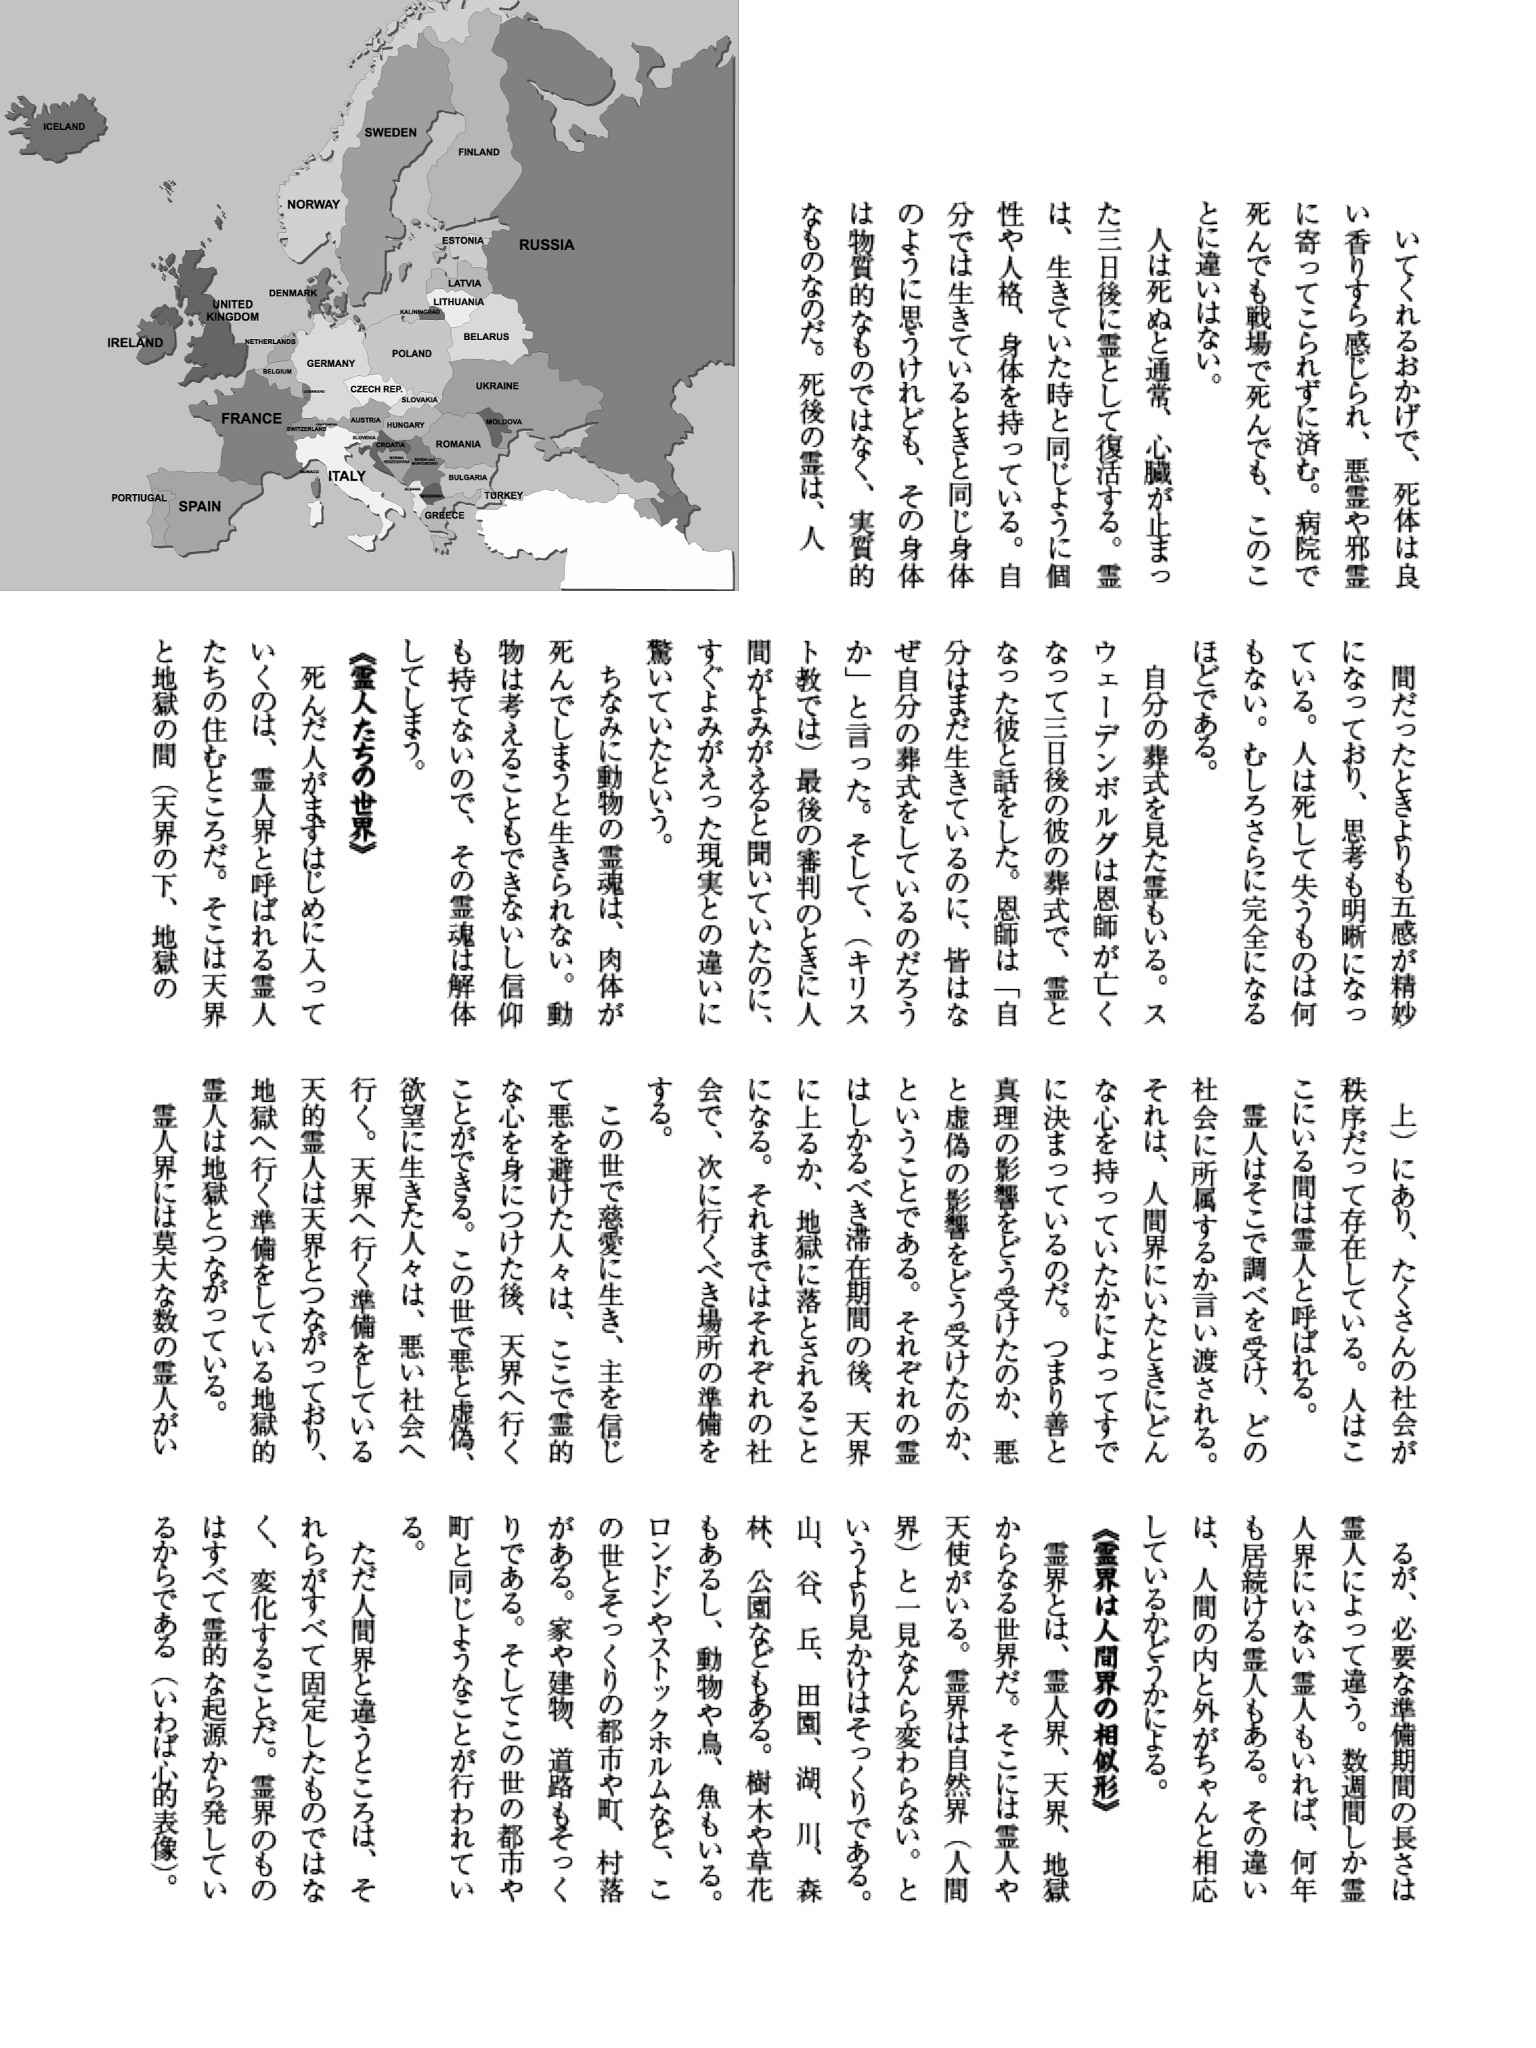 ICELAND
SWEDEN
FINLAND
NORWAY
RUSSIA
ESTONIA
LATVIA
LITHUANIA
DENMARK
KALININGRAD
UNITED
KINGDOM
IRELAND
NETHERLANDS
BELARUS
POLAND
GERMANY
BELGIUM
CZECH REP.
SLOVAKIA
UKRAINE
FRANCE
SWITZERLAND
AUSTRIA
HUNGARY
SLOVENIA
CROATIA
ROMANIA
MOLDOVA
MONACO
ITALY
BULGARIA
PORTIUGAL
SPAIN
TURKEY
GREECE
いてくれるおかげで、死体は良
い香りすら感じられ、悪霊や邪霊
に寄ってこられずに済む。病院で
死んでも戦場で死んでも、このこ
とに違いはない。
人は死ぬと通常、心臓が止まっ
た三日後に霊として復活する。霊
は、生きていた時と同じように個
性や人格、身体を持っている。自
分では生きているときと同じ身体
のように思うけれども、その身体
は物質的なものではなく、実質的
なものなのだ。死後の霊は、人
間だったときよりも五感が精妙
になっており、思考も明晰になっ
ている。人は死して失うものは何
もない。むしろさらに完全になる
ほどである。
自分の葬式を見た霊もいる。ス
ウェーデンボルグは恩師が亡く
なって三日後の彼の葬式で、霊と
なった彼と話をした。恩師は「自
分はまだ生きているのに、皆はな
ぜ自分の葬式をしているのだろう
か」と言った。そして、（キリス
ト教では）最後の審判のときに人
間がよみがえると聞いていたのに、
すぐよみがえった現実との違いに
驚いていたという。
ちなみに動物の霊魂は、肉体が
死んでしまうと生きられない。動
物は考えることもできないし信仰
も持てないので、その霊魂は解体
してしまう。
《霊人たちの世界》
死んだ人がまずはじめに入って
いくのは、霊人界と呼ばれる霊人
たちの住むところだ。そこは天界
と地獄の間（天界の下、地獄の
上）にあり、たくさんの社会が
秩序だって存在している。人はこ
こにいる間は霊人と呼ばれる。
霊人はそこで調べを受け、どの
社会に所属するか言い渡される。
それは、人間界にいたときにどん
な心を持っていたかによってすで
に決まっているのだ。つまり善と
真理の影響をどう受けたのか、悪
と虚偽の影響をどう受けたのか、
ということである。それぞれの霊
はしかるべき滞在期間の後、天界
に上るか、地獄に落とされること
になる。それまではそれぞれの社
会で、次に行くべき場所の準備を
する。
この世で慈愛に生き、主を信じ
て悪を避けた人々は、ここで霊的
な心を身につけた後、天界へ行く
ことができる。この世で悪と虚偽、
欲望に生きた人々は、悪い社会へ
行く。天界へ行く準備をしている
天的霊人は天界とつながっており、
地獄へ行く準備をしている地獄的
霊人は地獄とつながっている。
霊人界には莫大な数の霊人がい
るが、必要な準備期間の長さは
霊人によって違う。数週間しか霊
人界にいない霊人もいれば、何年
も居続ける霊人もある。その違い
は、人間の内と外がちゃんと相応
しているかどうかによる。
《霊界は人間界の相似形》
霊界とは、霊人界、天界、地獄
からなる世界だ。そこには霊人や
天使がいる。霊界は自然界（人間
界）と一見なんら変わらない。と
いうより見かけはそっくりである。
山、谷、丘、田園、湖、川、森
林、公園などもある。樹木や草花
もあるし、動物や鳥、魚もいる。
ロンドンやストックホルムなど、こ
の世とそっくりの都市や町、村落
がある。家や建物、道路もそっく
りである。そしてこの世の都市や
町と同じようなことが行われてい
る。
ただ人間界と違うところは、そ
れらがすべて固定したものではな
く、変化することだ。霊界のもの
はすべて霊的な起源から発してい
るからである（いわば心的表像）。